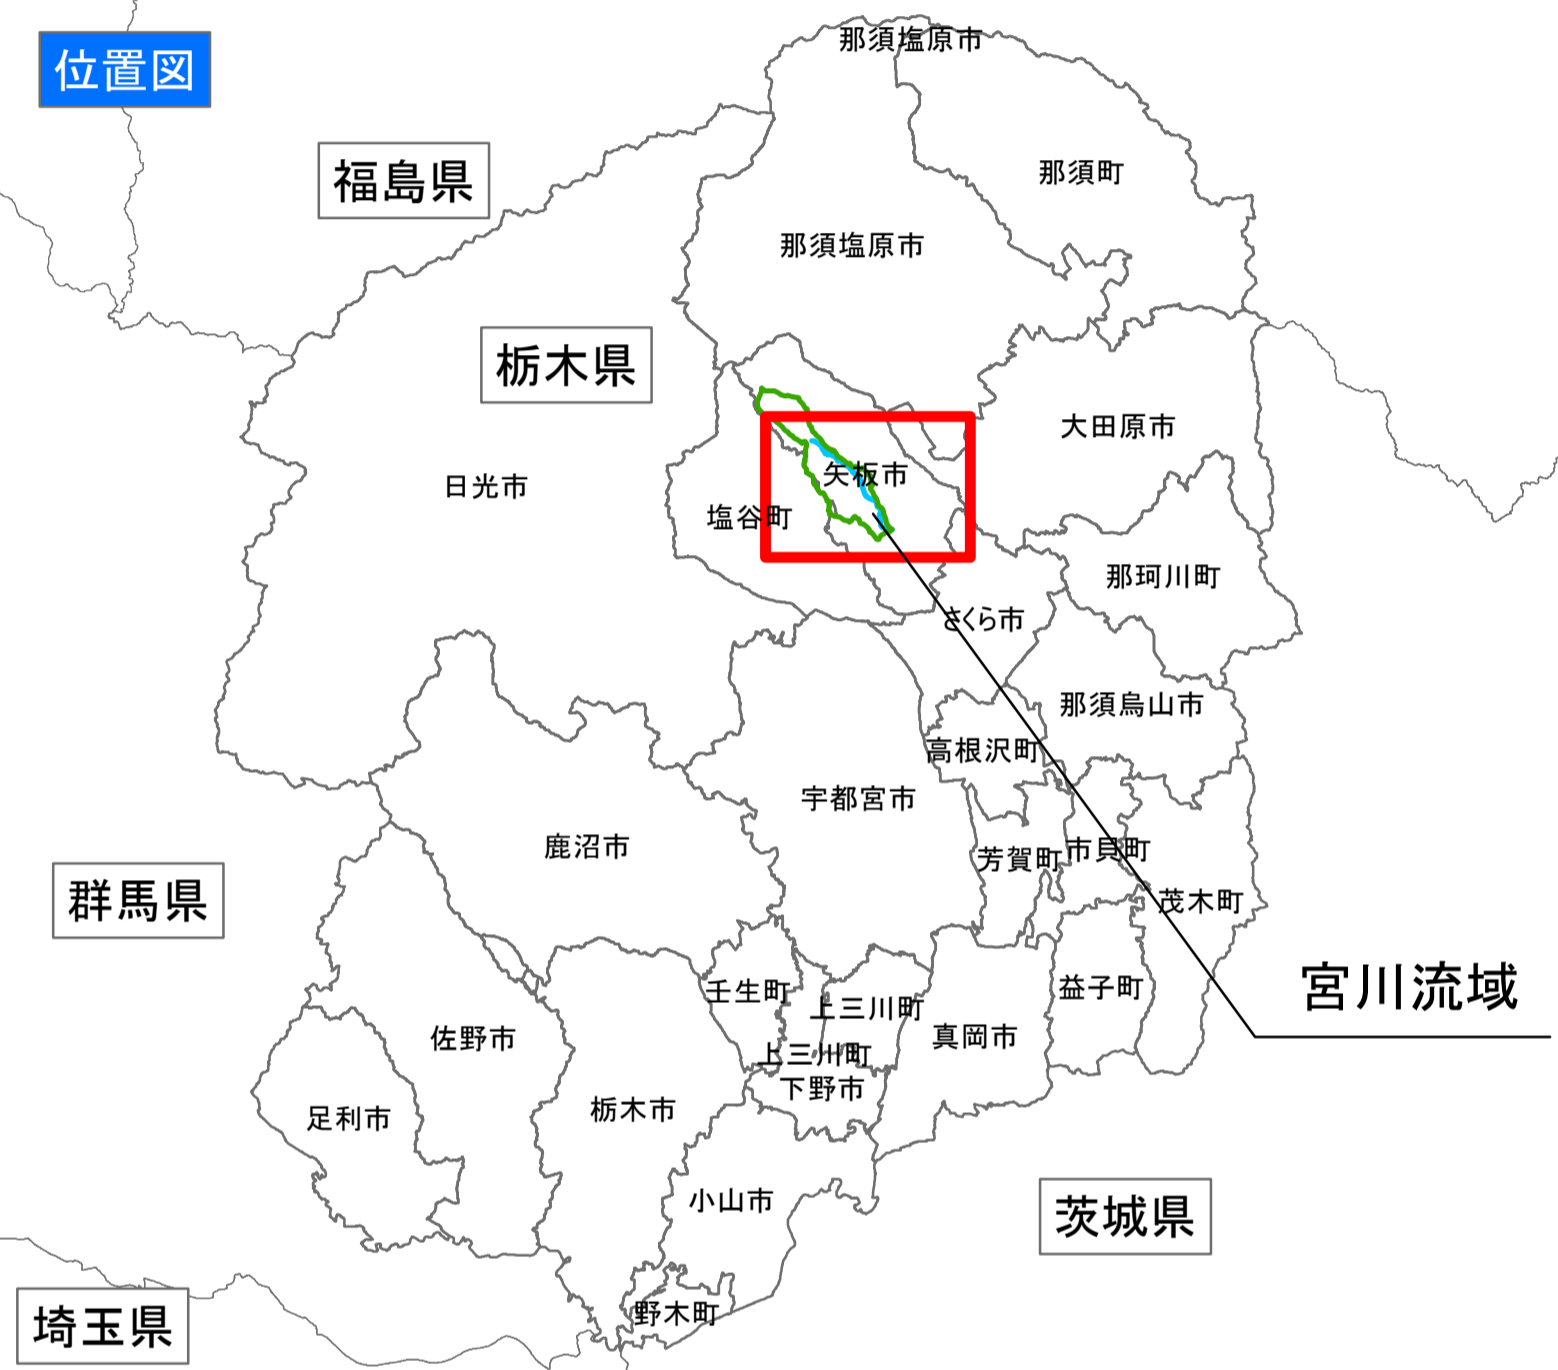 位置図
那須塩原市
福島県
那須町
那須塩原市
栃木県
大田原市
矢板市
日光市
塩谷町
那珂川町
さくら市
那須烏山市
高根沢町
宇都宮市
鹿沼市
芳賀町
市貝町
群馬県
茂木町
壬生町
上三川町
益子町
宮川流域
佐野市
真岡市
上三川町
下野市
足利市
栃木市
小山市
茨城県
野木町
埼玉県